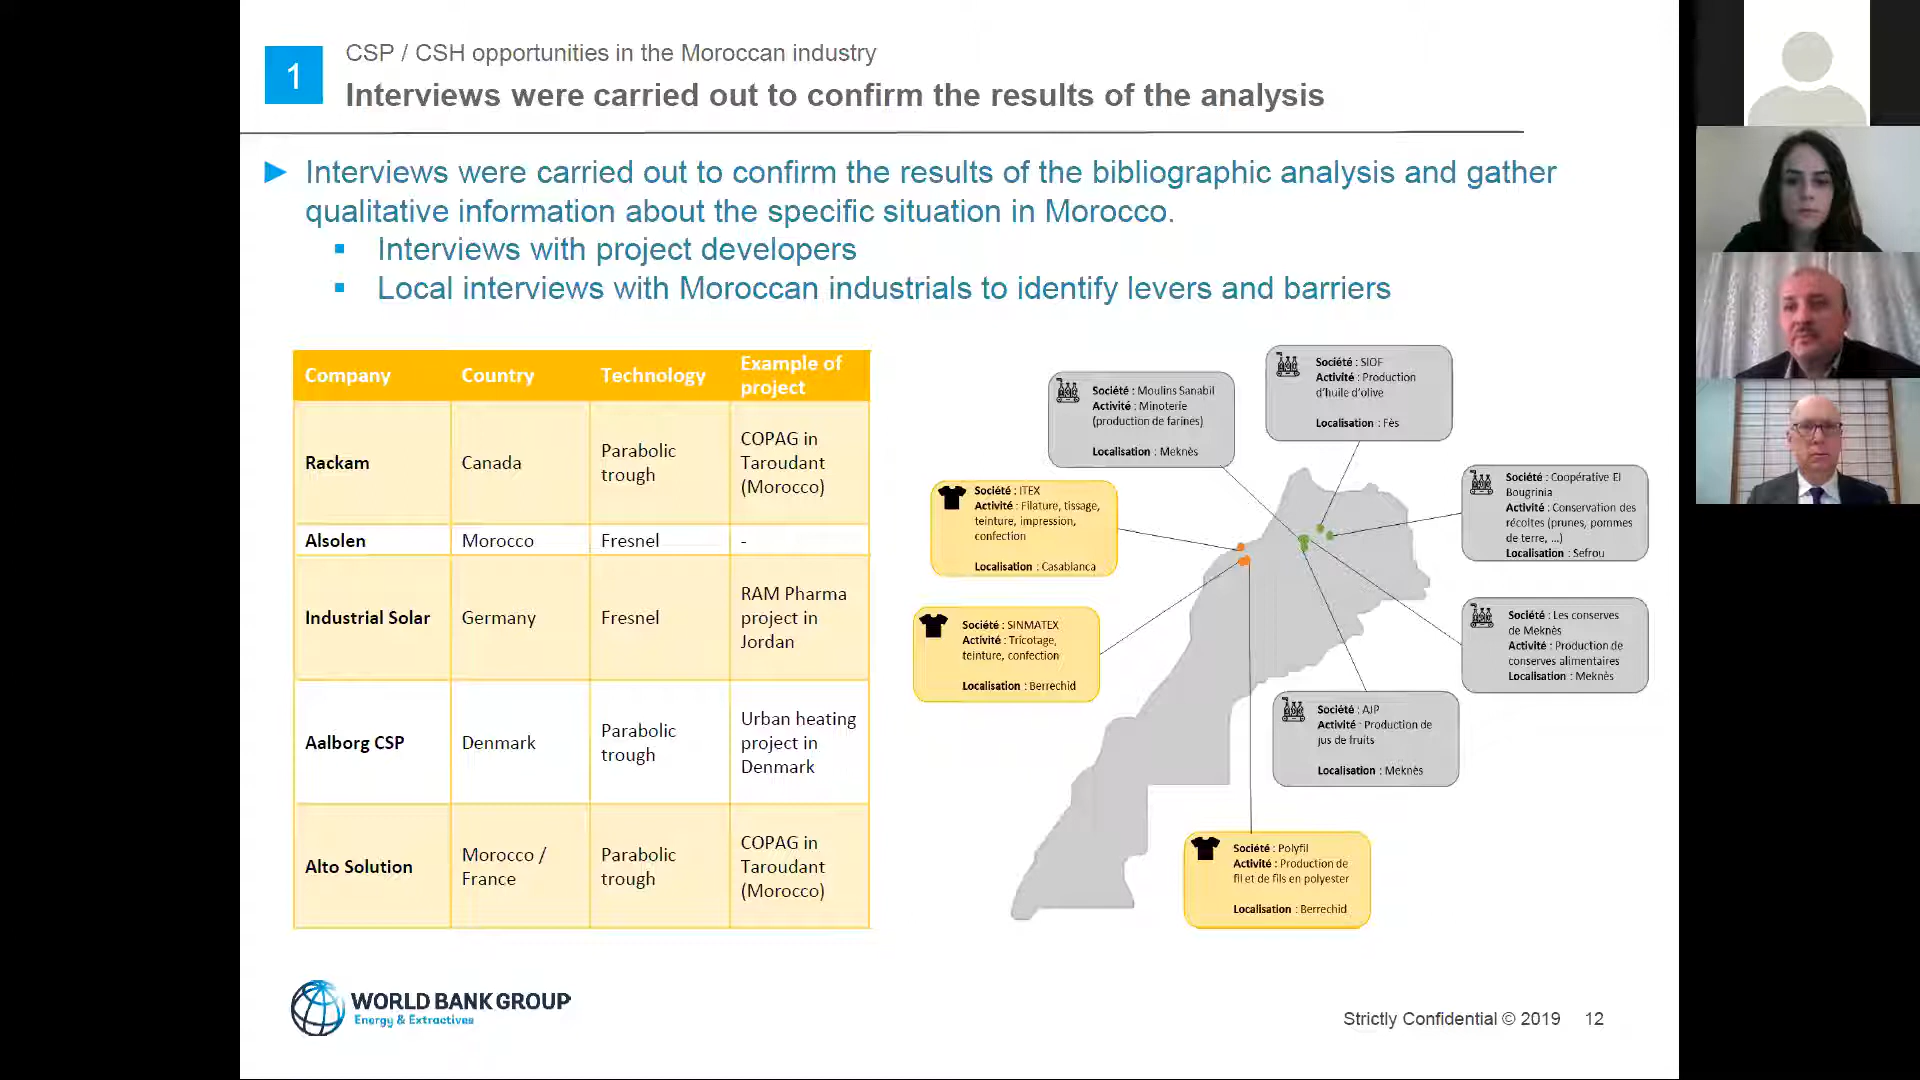 1
CSP / CSH opportunities in the Moroccan industry
Interviews were carried out to confirm the results of the analysis
Interviews were carried out to confirm the results of the bibliographic analysis and gather
qualitative information about the specific situation in Morocco.
Interviews with project developers
Local interviews with Moroccan industrials to identify levers and barriers
Company Country Technology Example of project
Rackam Canada Parabolic trough COPAG in Taroudant (Morocco)
Alsolen Morocco Fresnel -
Industrial Solar Germany Fresnel RAM Pharma project in Jordan
Aalborg CSP Denmark Parabolic trough Urban heating project in Denmark
Alto Solution Morocco / France Parabolic trough COPAG in Taroudant (Morocco)
Société : SIOF
Activité : Production
d'huile d'olive
Localisation : Fès
Société : Moulins Sanabil
Activité : Minoterie
(production de farines)
Localisation : Meknès
Société : ITEX
Activité : Filature, tissage,
teinture, impression,
confection
Localisation : Casablanca
Société : Coopérative El
Bougrinia
Activité : Conservation des
récoltes (prunes, pommes
de terre, ...)
Localisation : Sefrou
Société : SINMATEX
Activité : Tricotage,
teinture, confection
Localisation : Berrechid
Société : Les conserves
de Meknès
Activité : Production de
conserves alimentaires
Localisation : Meknès
Société : AJP
Activité : Production de
jus de fruits
Localisation : Meknès
Société : Polyfil
Activité : Production de
fil et de fils en polyester
Localisation : Berrechid
WORLD BANK GROUP
Energy & Extractives
Strictly Confidential © 2019 12